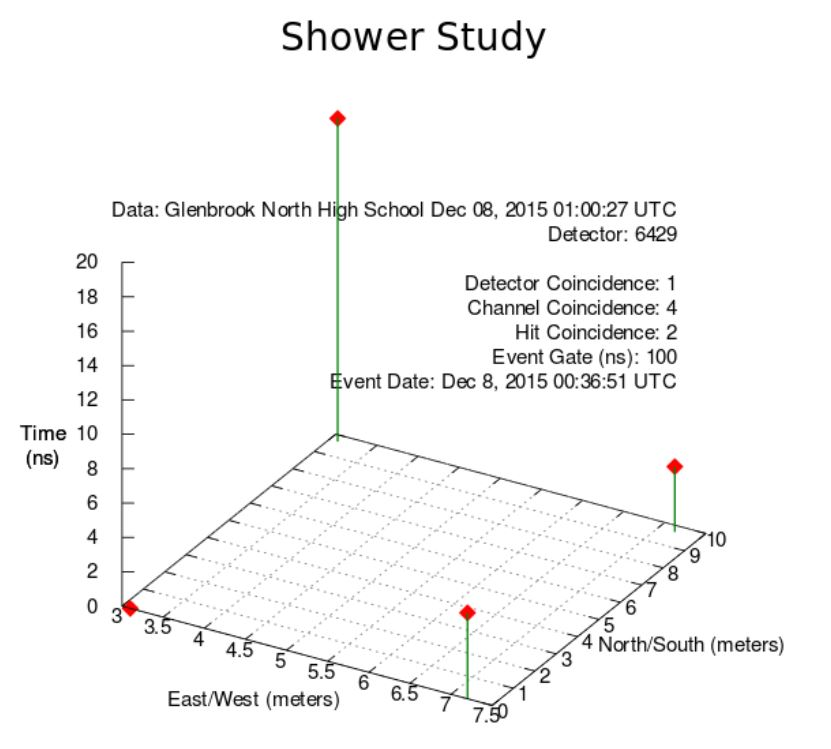 Shower Study
Data: Glenbrook North High School Dec 08, 2015 01:00:27 UTC
Detector: 6429
Detector Coincidence: 1
Channel Coincidence: 4
Hit Coincidence: 2
Event Gate (ns): 100
Event Date: Dec 8, 2015 00:36:51 UTC
20
18
16
14
12
10
8
6
4
2
0
Time
(ns)
3
3.5
4
4.5
5
5.5
6
6.5
7
7.5
East/West (meters)
0
1
2
3
4
5
6
7
8
9
10
North/South (meters)